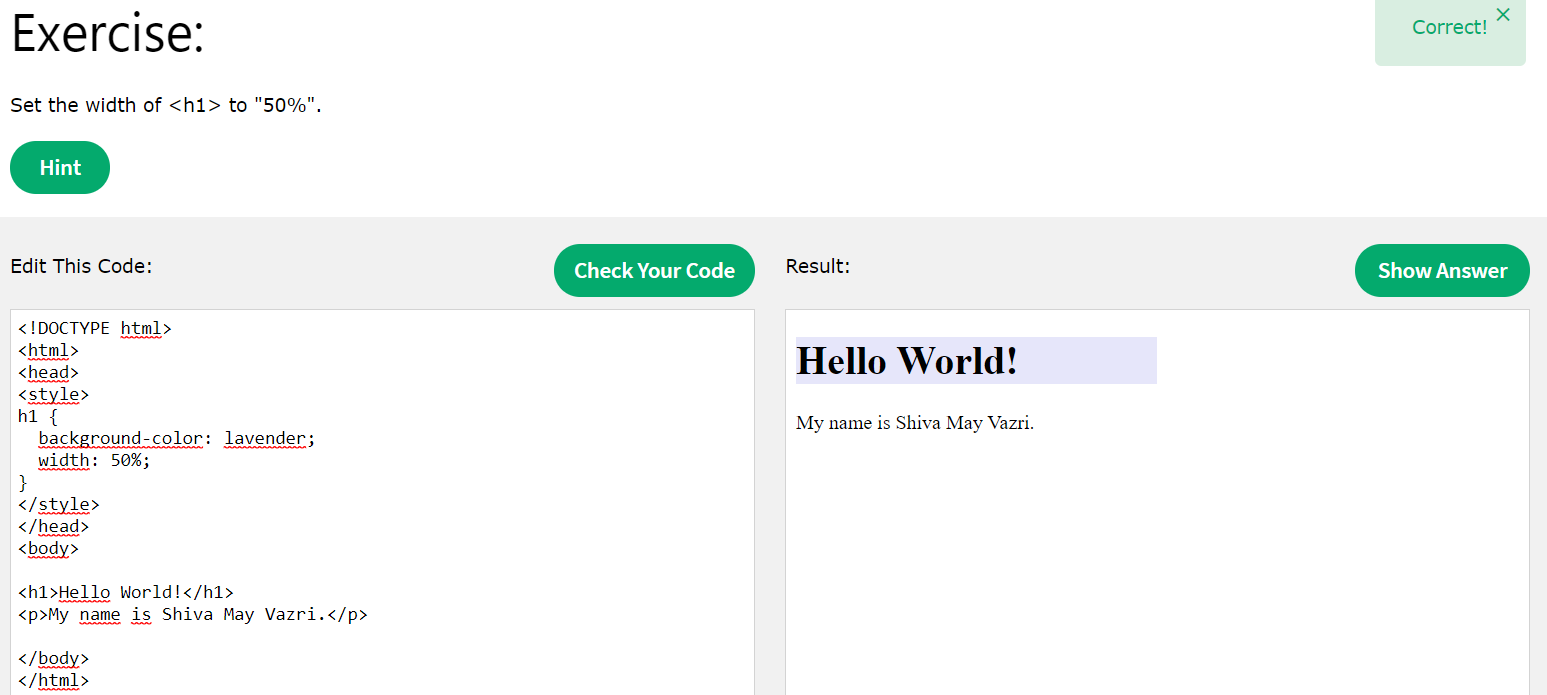 Exercise:
Correct! ×
Set the width of <h1> to "50%".
Hint
Edit This Code:
Check Your Code
<!DOCTYPE html>
<html>
<head>
<style>
h1 {
  background-color: lavender;
  width: 50%;
}
</style>
</head>
<body>
<h1>Hello World!</h1>
<p>My name is Shiva May Vazri.</p>
</body>
</html>
Result:
Show Answer
Hello World!
My name is Shiva May Vazri.